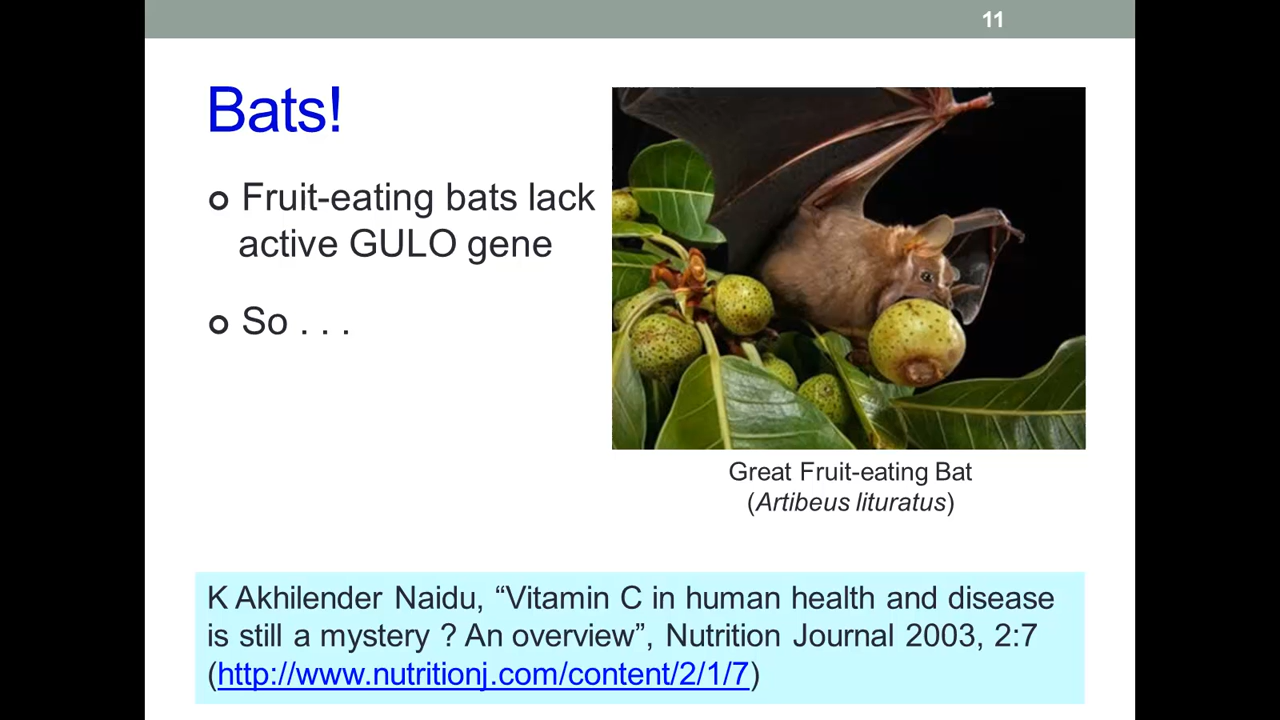 11
Bats!
Fruit-eating bats lack
active GULO gene
So . . .
Great Fruit-eating Bat
(Artibeus lituratus)
K Akhilender Naidu, “Vitamin C in human health and disease
is still a mystery ? An overview”, Nutrition Journal 2003, 2:7
(http://www.nutritionj.com/content/2/1/7)